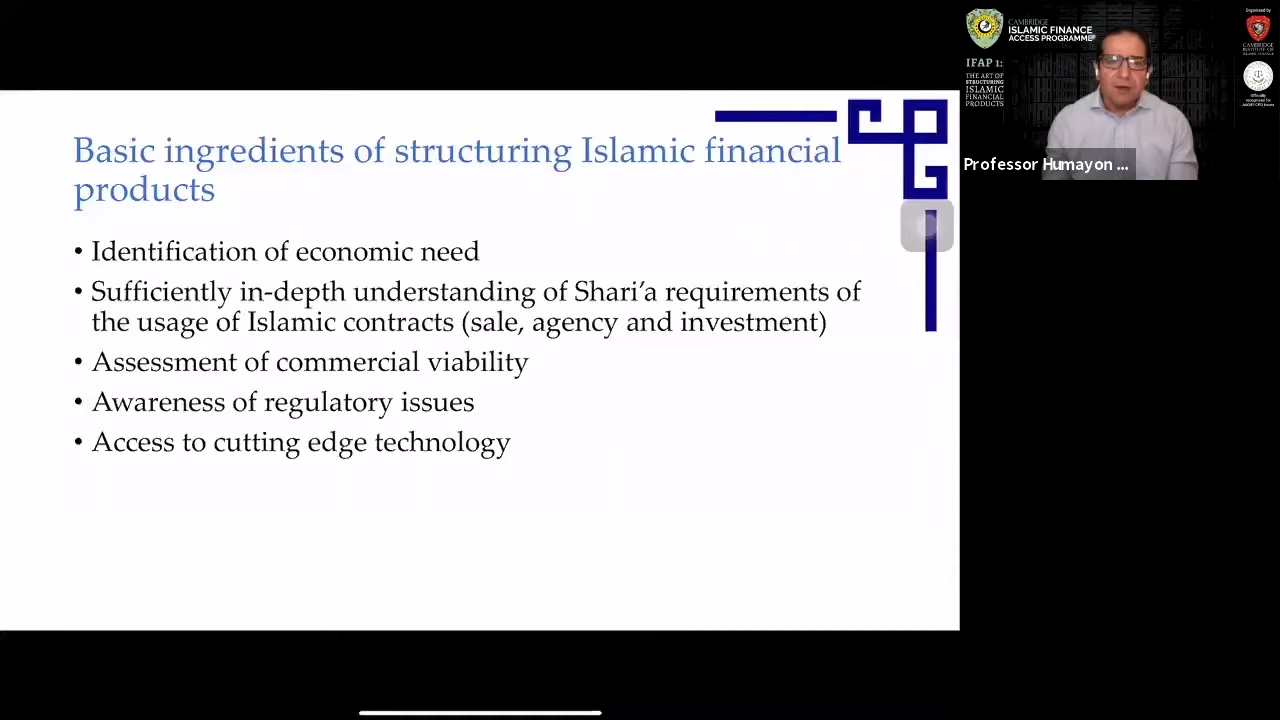 Basic ingredients of structuring Islamic financial
products
• Identification of economic need
• Sufficiently in-depth understanding of Shari’a requirements of
the usage of Islamic contracts (sale, agency and investment)
• Assessment of commercial viability
• Awareness of regulatory issues
• Access to cutting edge technology
CAMBRIDGE
ISLAMIC FINANCE
ACCESS PROGRAMME
IFAP 1:
THE ART OF
STRUCTURING
ISLAMIC
FINANCIAL
PRODUCTS
Organised by
CAMBRIDGE
INSTITUTE OF
ISLAMIC FINANCE
Officially
recognised for
Professor Humayon ...